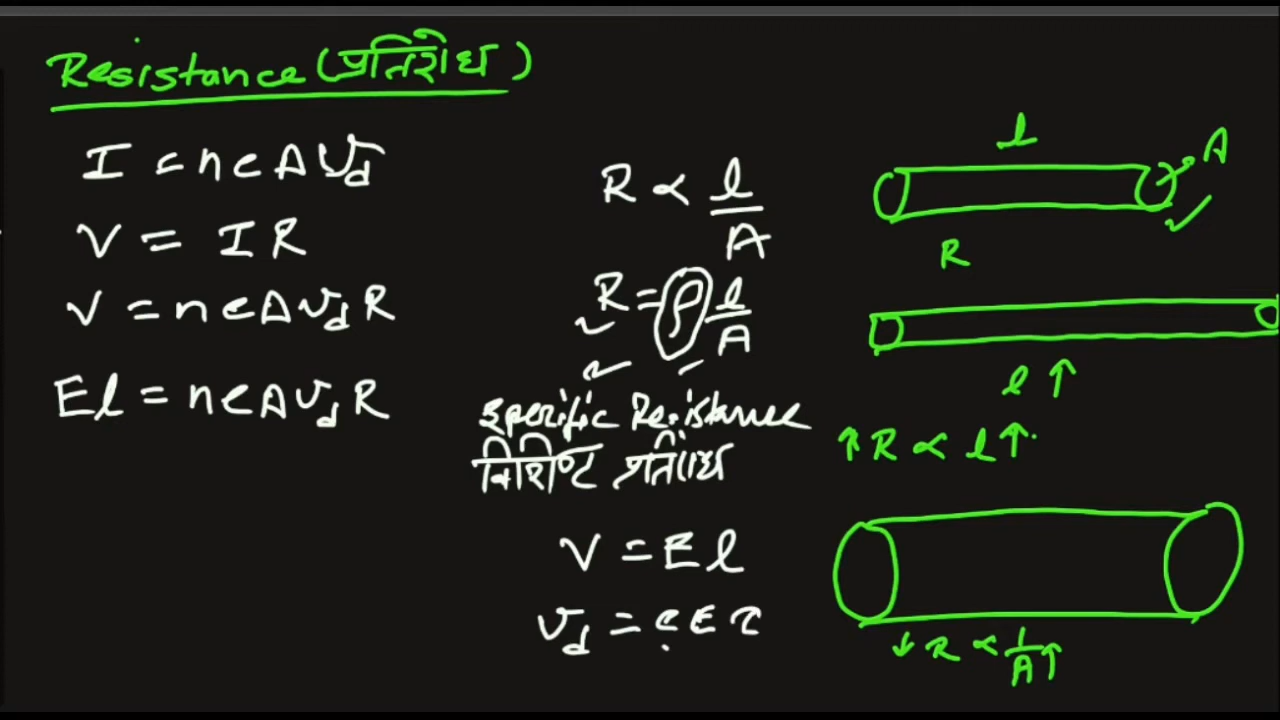 Resistance (प्रतिरोध)
I = neAvd
V = IR
V = neAvdR
El = neAvdR
R ∝ l/A
R = ρ l/A
Specific Resistance
विशिष्ट प्रतिरोध
V = El
vd = eEτ
l
A
R
l ↑
↑ R ∝ l ↑
↓ R ∝ 1/A ↑